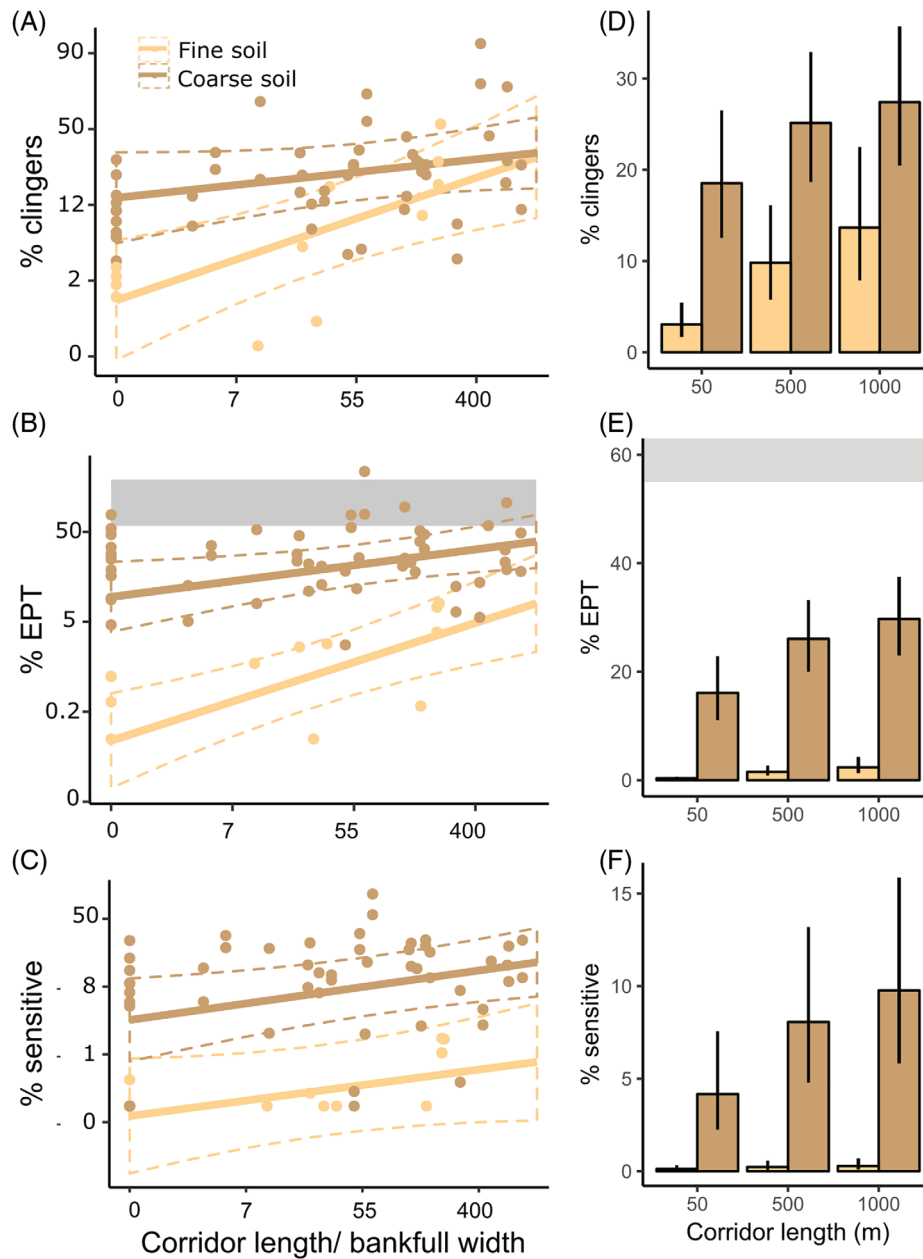 (A)
% clingers
90
50
12
2
0
Fine soil
Coarse soil
0
7
55
400
(D)
% clingers
30
20
10
0
50
500
1000
(B)
% EPT
50
5
0.2
0
0
7
55
400
(E)
% EPT
60
40
20
0
50
500
1000
(C)
% sensitive
50
8
1
0
0
7
55
400
Corridor length/ bankfull width
(F)
% sensitive
15
10
5
0
50
500
1000
Corridor length (m)